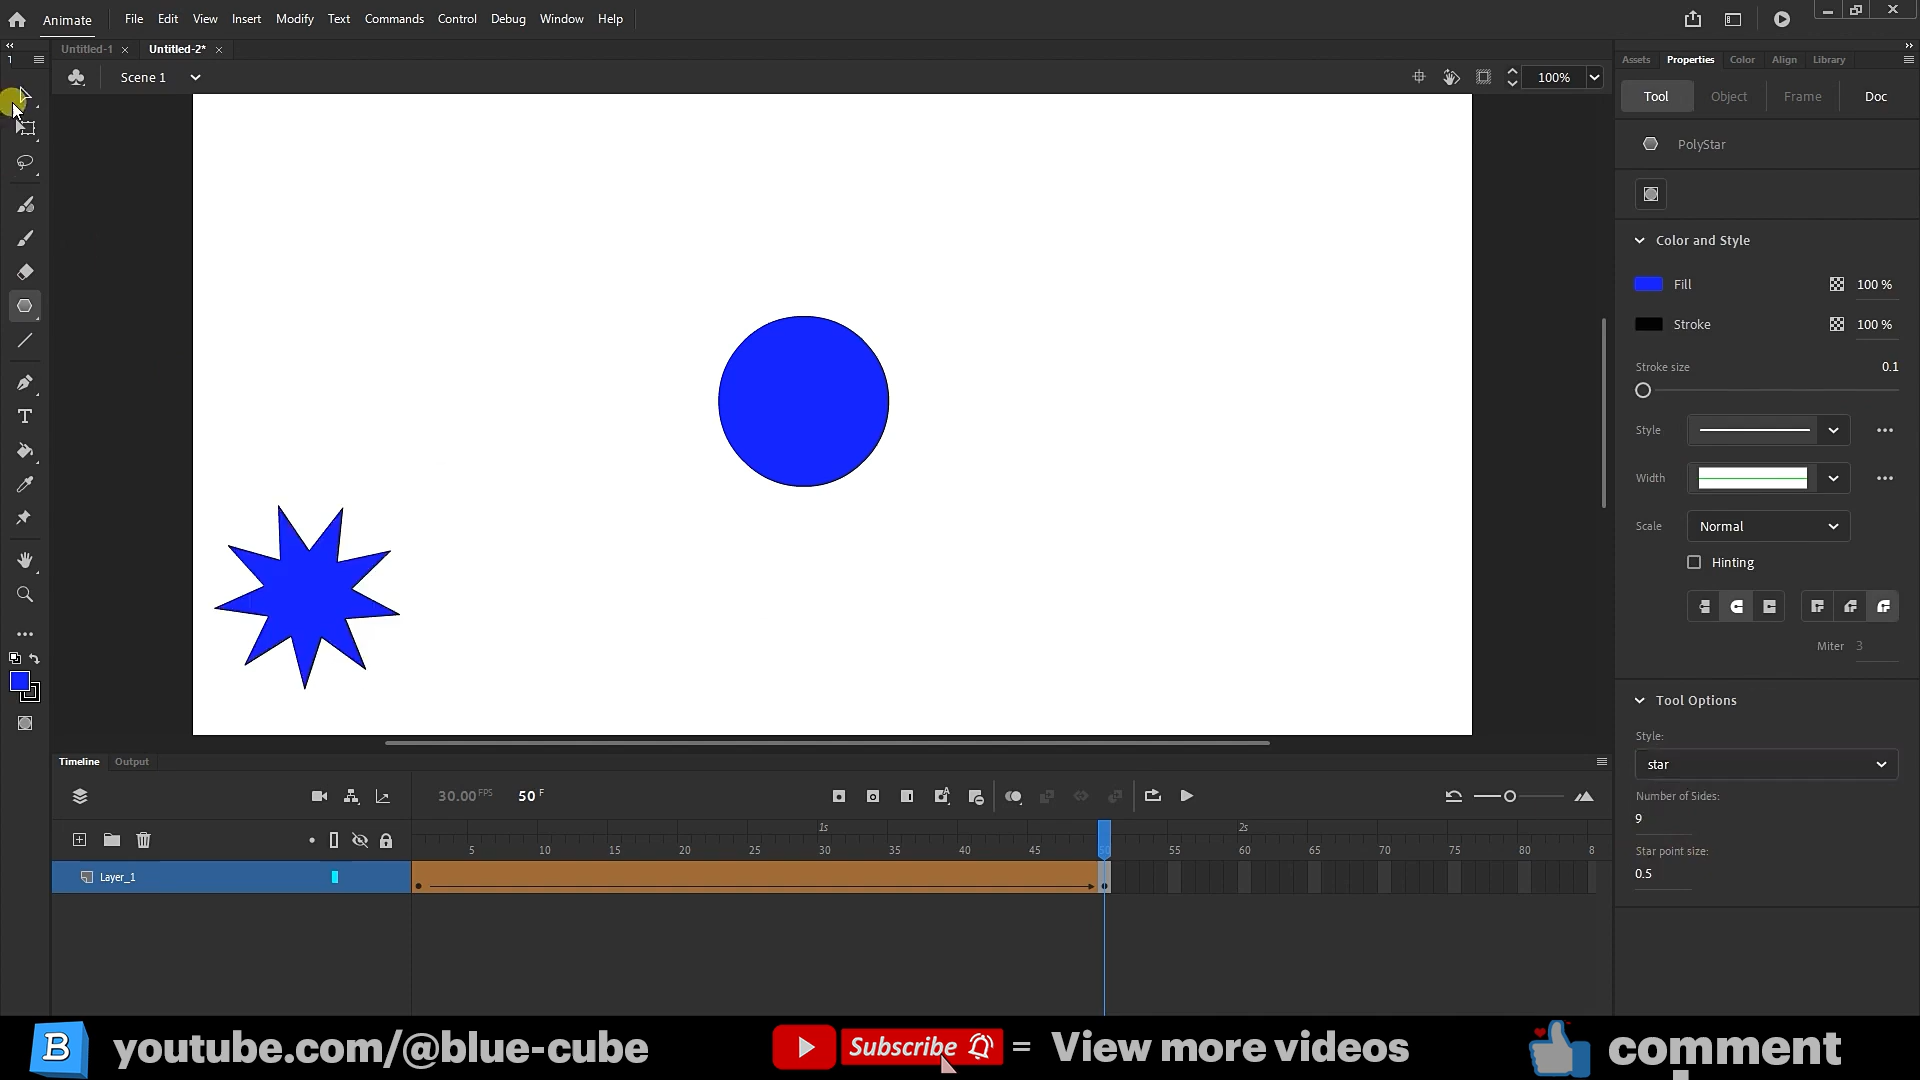 Animate File Edit View Insert Modify Text Commands Control Debug Window Help
Untitled-1 × Untitled-2* ×
Assets Properties Color Align Library
Scene 1 100%
Tool Object Frame Doc
PolyStar
Color and Style
Fill 100 %
Stroke 100 %
Stroke size 0.1
Style
Width
Scale Normal
Hinting
Miter 3
Tool Options
Style:
star
Number of Sides:
9
Star point size:
0.5
Timeline Output
30.00 FPS 50 F
1s 2s
5 10 15 20 25 30 35 40 45 50 55 60 65 70 75 80 8
Layer_1
B youtube.com/@blue-cube Subscribe = View more videos comment